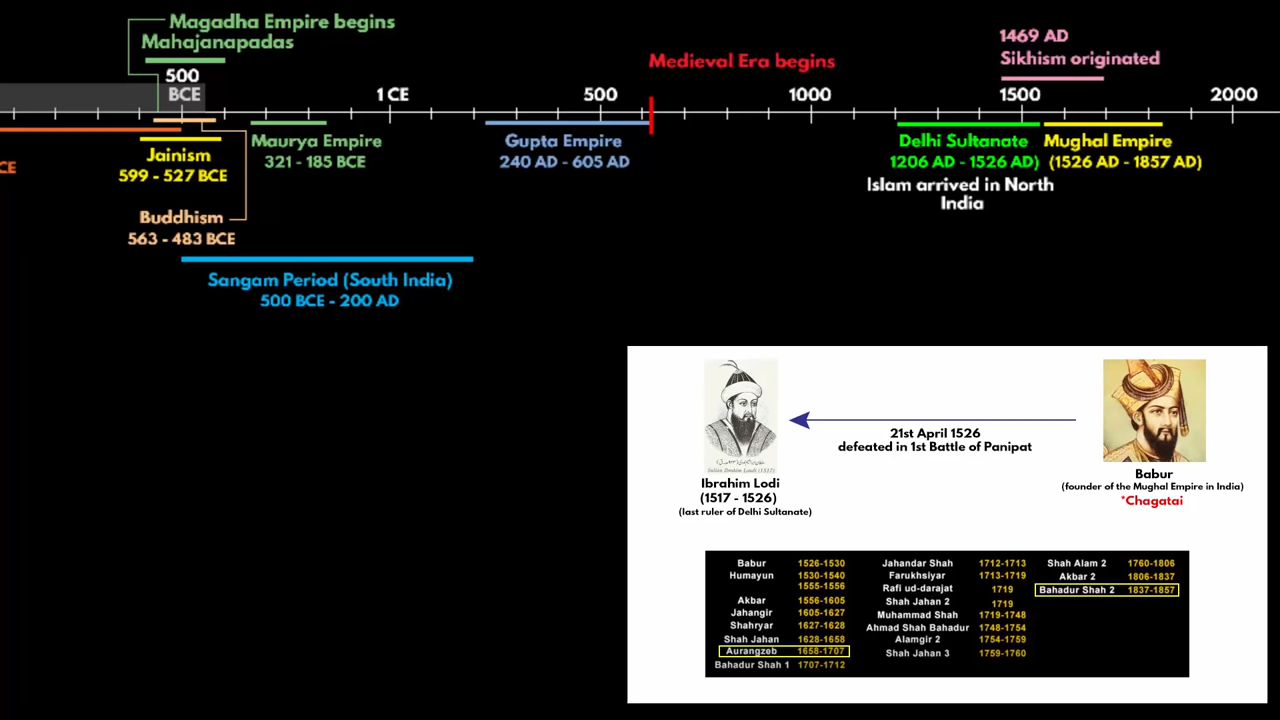 Magadha Empire begins
Mahajanapadas
1469 AD
Sikhism originated
Medieval Era begins
500
BCE
1 CE
500
1000
1500
2000
CE
Jainism
599 - 527 BCE
Maurya Empire
321 - 185 BCE
Gupta Empire
240 AD - 605 AD
Delhi Sultanate
1206 AD - 1526 AD)
Mughal Empire
(1526 AD - 1857 AD)
Islam arrived in North
India
Buddhism
563 - 483 BCE
Sangam Period (South India)
500 BCE - 200 AD
Sultan Ibrahim Lodi (1517)
Ibrahim Lodi
(1517 - 1526)
(last ruler of Delhi Sultanate)
21st April 1526
defeated in 1st Battle of Panipat
Babur
(founder of the Mughal Empire in India)
*Chagatai
Babur 1526-1530
Humayun 1530-1540
1555-1556
Akbar 1556-1605
Jahangir 1605-1627
Shahryar 1627-1628
Shah Jahan 1628-1658
Aurangzeb 1658-1707
Bahadur Shah 1 1707-1712
Jahandar Shah 1712-1713
Farukhsiyar 1713-1719
Rafi ud-darajat 1719
Shah Jahan 2 1719
Muhammad Shah 1719-1748
Ahmad Shah Bahadur 1748-1754
Alamgir 2 1754-1759
Shah Jahan 3 1759-1760
Shah Alam 2 1760-1806
Akbar 2 1806-1837
Bahadur Shah 2 1837-1857